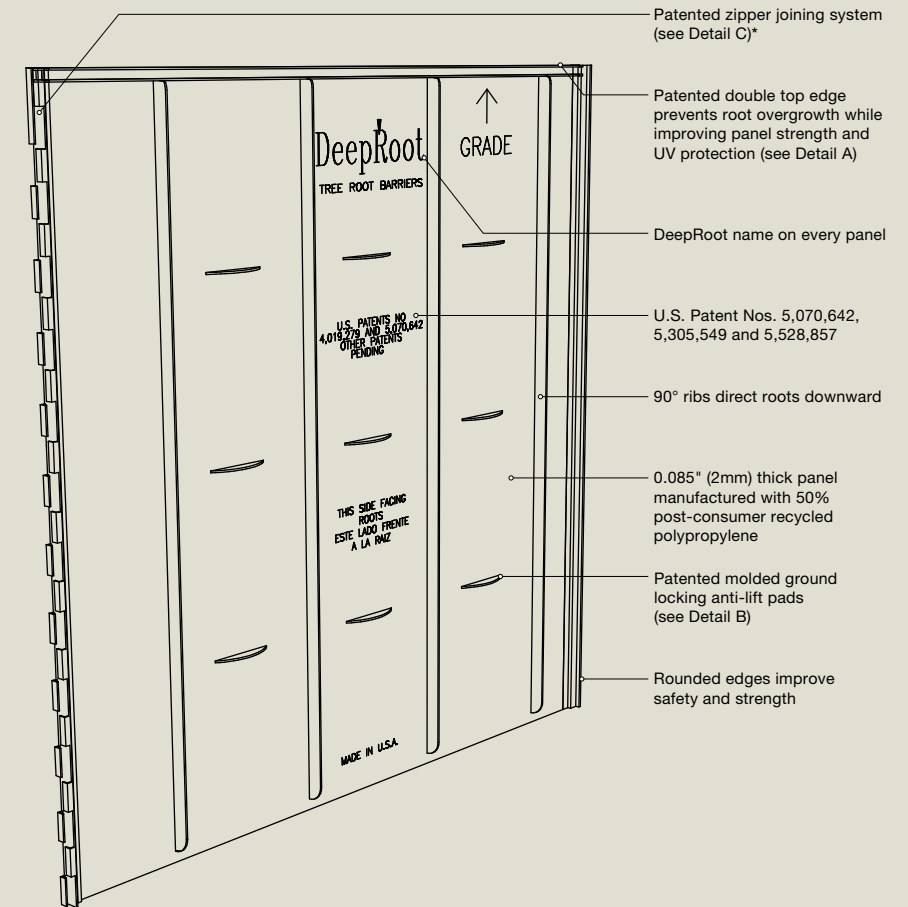 Patented zipper joining system
(see Detail C)*
Patented double top edge
prevents root overgrowth while
improving panel strength and
UV protection (see Detail A)
DeepRoot
GRADE
TREE ROOT BARRIERS
DeepRoot name on every panel
U.S. PATENTS NO
4,019,279 AND 5,070,642
OTHER PATENTS
PENDING
U.S. Patent Nos. 5,070,642,
5,305,549 and 5,528,857
90° ribs direct roots downward
0.085" (2mm) thick panel
manufactured with 50%
post-consumer recycled
polypropylene
THIS SIDE FACING
ROOTS
ESTE LADO FRENTE
A LA RAIZ
Patented molded ground
locking anti-lift pads
(see Detail B)
Rounded edges improve
safety and strength
MADE IN U.S.A.